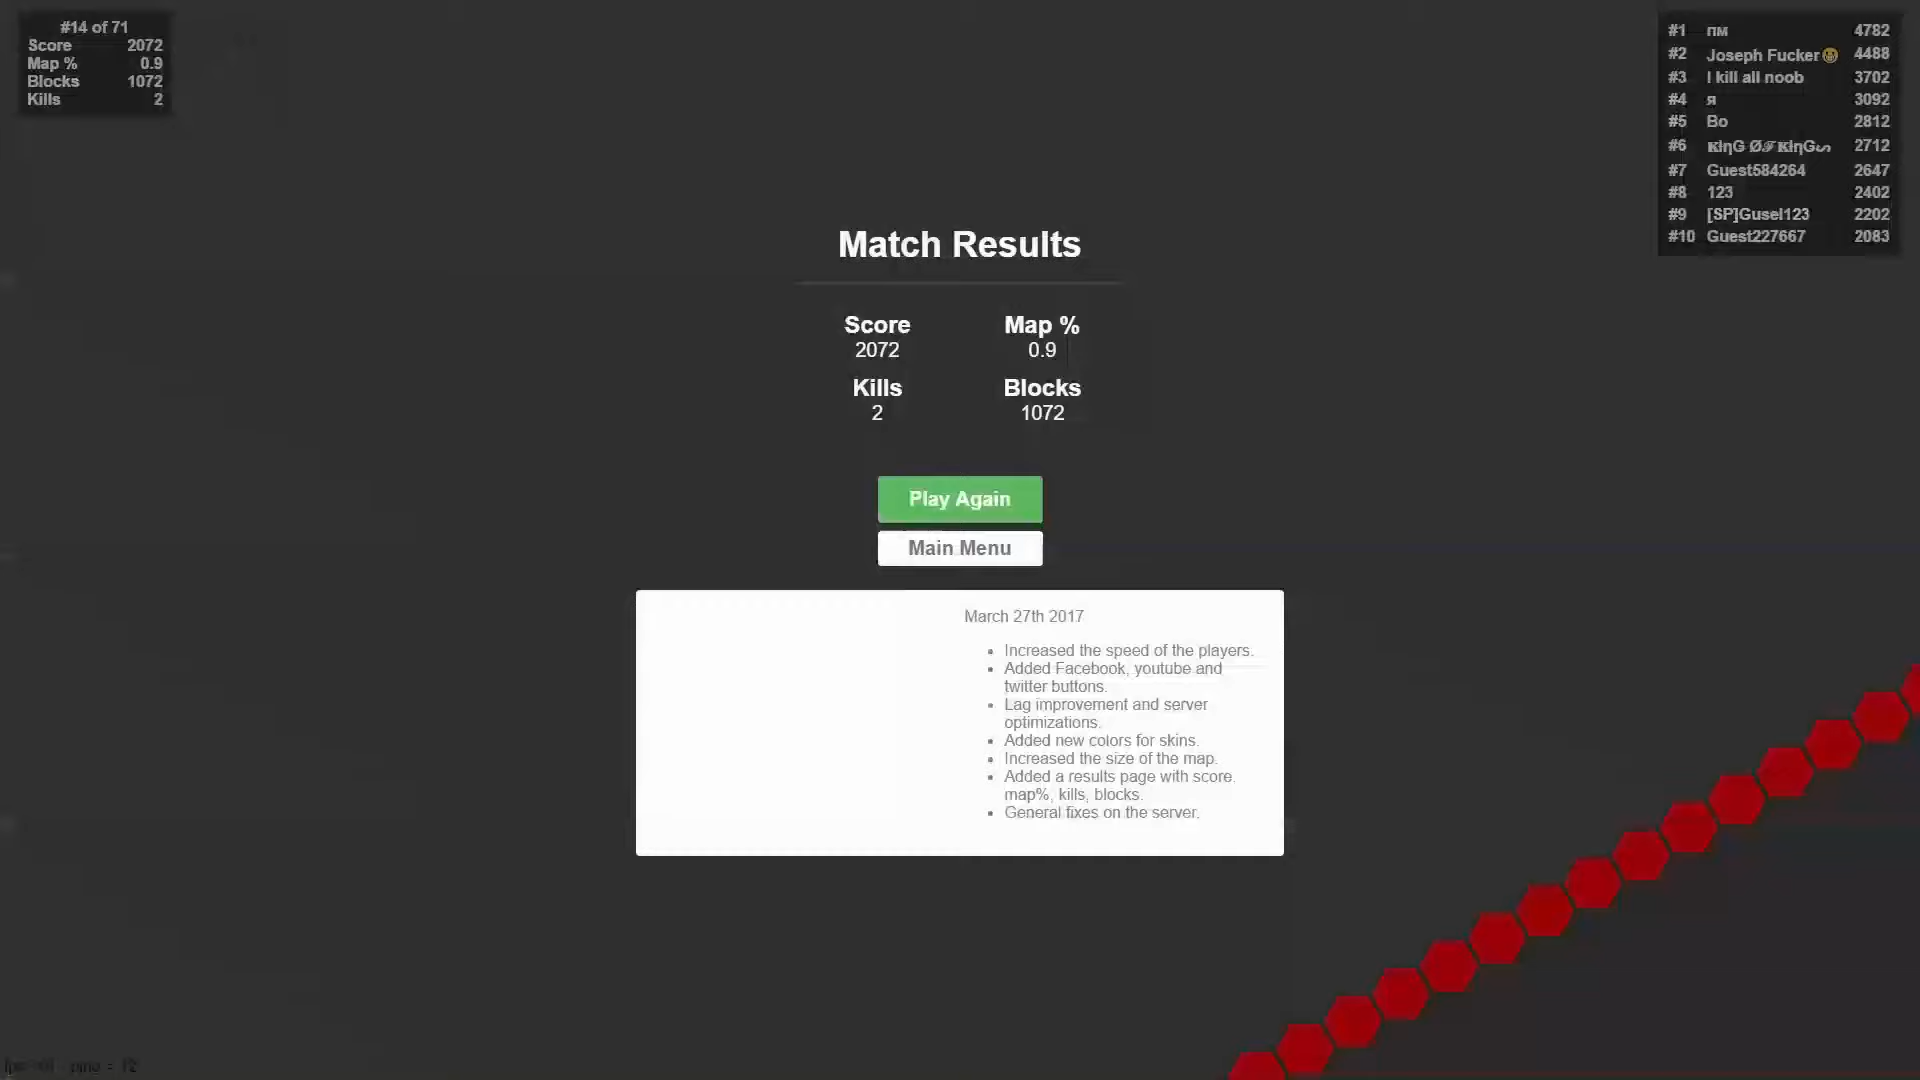 #14 of 71
Score 2072
Map % 0.9
Blocks 1072
Kills 2
#1 пм 4782
#2 Joseph Fucker😀 4488
#3 I kill all noob 3702
#4 я 3092
#5 Bo 2812
#6 2712
#7 Guest584264 2647
#8 123 2402
#9 [SP]Gusel123 2202
#10 Guest227667 2083
Match Results
Score Map %
2072 0.9
Kills Blocks
2 1072
Play Again
Main Menu
March 27th 2017
• Increased the speed of the players.
• Added Facebook, youtube and
twitter buttons.
• Lag improvement and server
optimizations.
• Added new colors for skins.
• Increased the size of the map.
• Added a results page with score,
map%, kills, blocks.
• General fixes on the server.